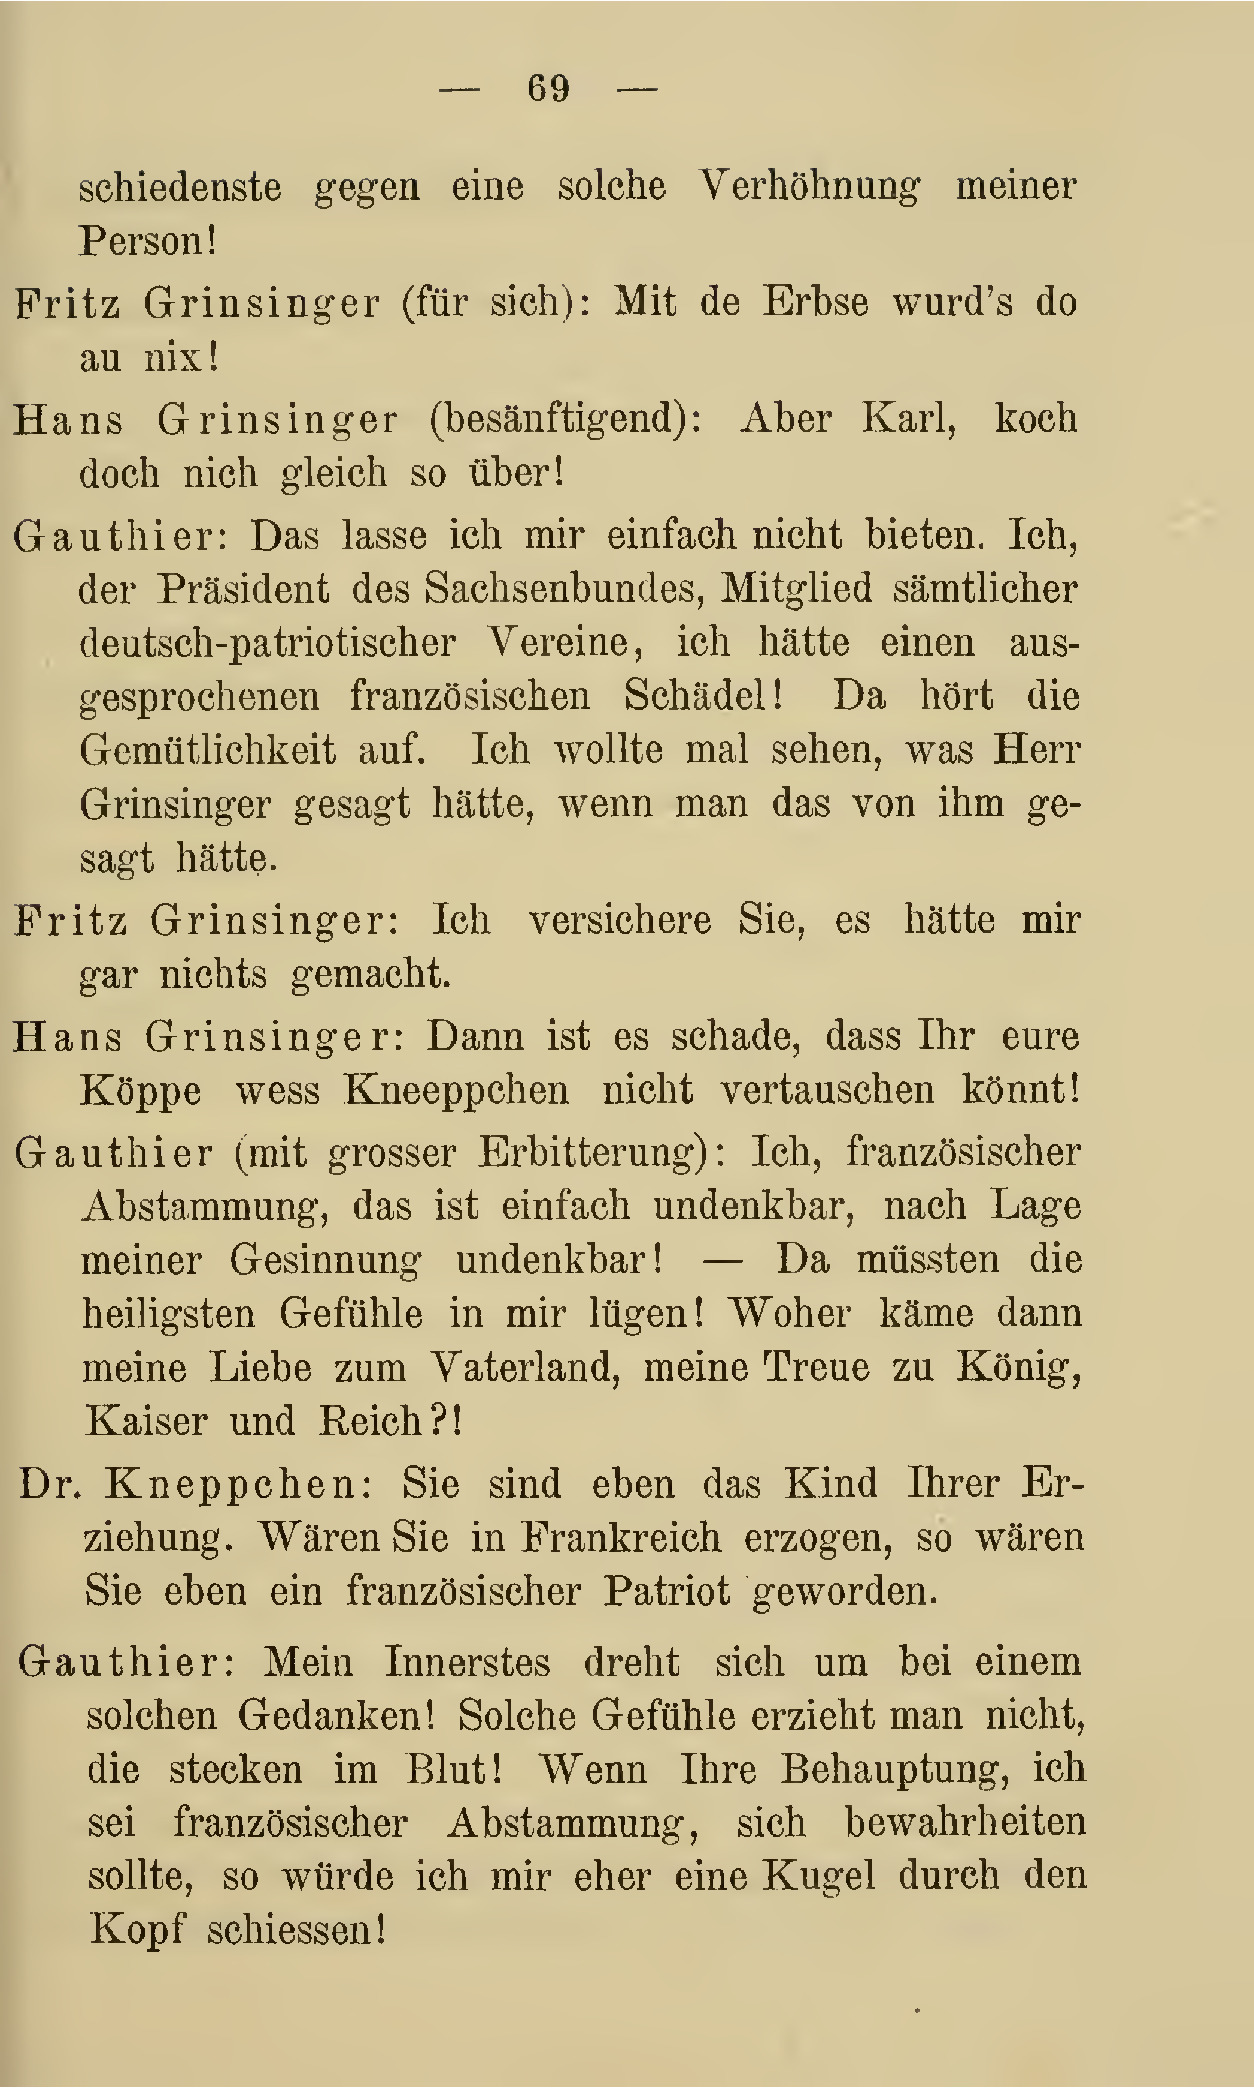 — 69 —
schiedenste gegen eine solche Verhöhnung meiner
Person!
Fritz Grinsinger (für sich): Mit de Erbse wurd's do
au nix!
Hans Grinsinger (besänftigend): Aber Karl, koch
doch nich gleich so über!
Gauthier: Das lasse ich mir einfach nicht bieten. Ich,
der Präsident des Sachsenbundes, Mitglied sämtlicher
deutsch-patriotischer Vereine, ich hätte einen aus-
gesprochenen französischen Schädel! Da hört die
Gemütlichkeit auf. Ich wollte mal sehen, was Herr
Grinsinger gesagt hätte, wenn man das von ihm ge-
sagt hätte.
Fritz Grinsinger: Ich versichere Sie, es hätte mir
gar nichts gemacht.
Hans Grinsinger: Dann ist es schade, dass Ihr eure
Köppe wess Kneeppchen nicht vertauschen könnt!
Gauthier (mit grosser Erbitterung): Ich, französischer
Abstammung, das ist einfach undenkbar, nach Lage
meiner Gesinnung undenkbar! — Da müssten die
heiligsten Gefühle in mir lügen! Woher käme dann
meine Liebe zum Vaterland, meine Treue zu König,
Kaiser und Reich?!
Dr. Kneppchen: Sie sind eben das Kind Ihrer Er-
ziehung. Wären Sie in Frankreich erzogen, so wären
Sie eben ein französischer Patriot geworden.
Gauthier: Mein Innerstes dreht sich um bei einem
solchen Gedanken! Solche Gefühle erzieht man nicht,
die stecken im Blut! Wenn Ihre Behauptung, ich
sei französischer Abstammung, sich bewahrheiten
sollte, so würde ich mir eher eine Kugel durch den
Kopf schiessen!